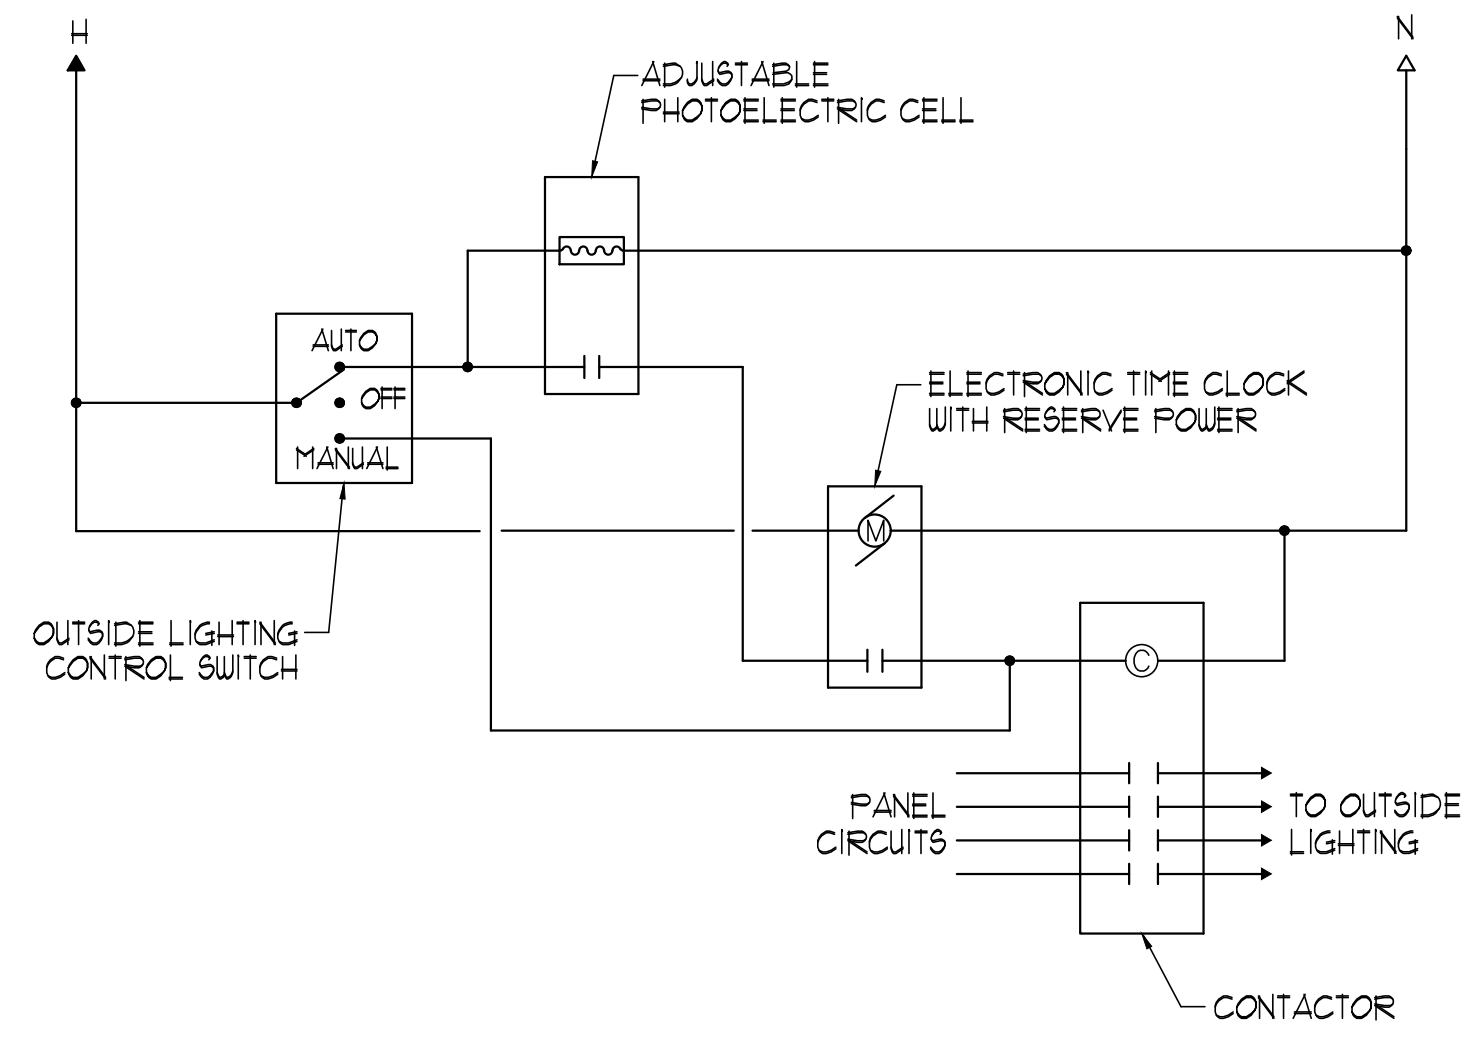 H
N
ADJUSTABLE
PHOTOELECTRIC CELL
AUTO
OFF
MANUAL
ELECTRONIC TIME CLOCK
WITH RESERVE POWER
M
OUTSIDE LIGHTING
CONTROL SWITCH
C
PANEL
CIRCUITS
TO OUTSIDE
LIGHTING
CONTACTOR